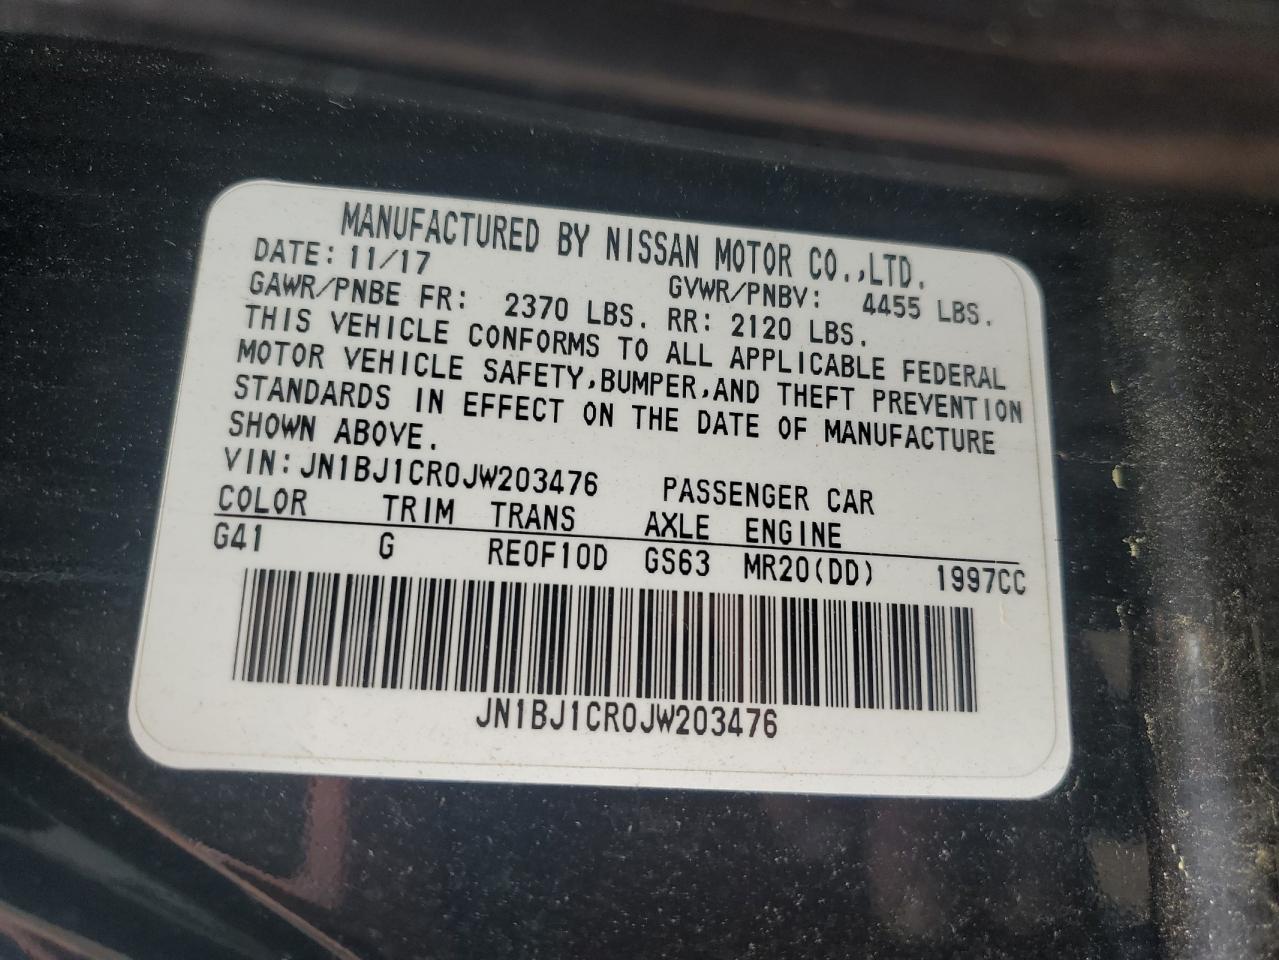 MANUFACTURED BY NISSAN MOTOR CO.,LTD.
DATE: 11/17 GVWR/PNBV: 4455 LBS.
GAWR/PNBE FR: 2370 LBS. RR: 2120 LBS.
THIS VEHICLE CONFORMS TO ALL APPLICABLE FEDERAL
MOTOR VEHICLE SAFETY,BUMPER,AND THEFT PREVENTION
STANDARDS IN EFFECT ON THE DATE OF MANUFACTURE
SHOWN ABOVE.
VIN: JN1BJ1CR0JW203476 PASSENGER CAR
COLOR TRIM TRANS AXLE ENGINE
G41 G RE0F10D GS63 MR20(DD) 1997CC
JN1BJ1CR0JW203476